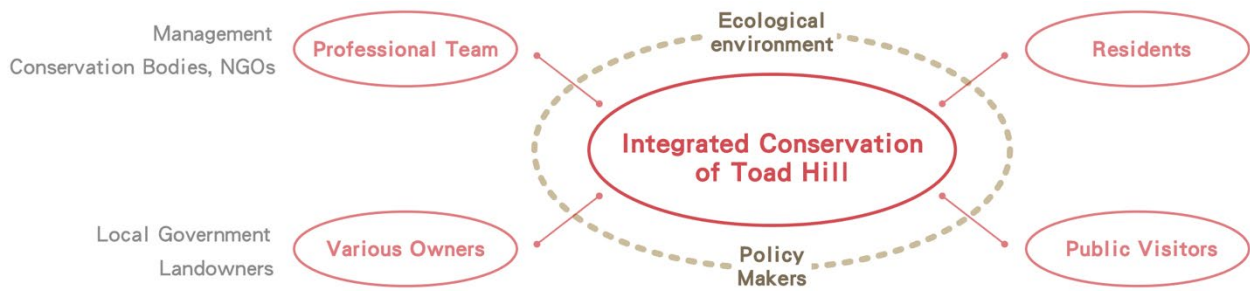 Management
Conservation Bodies, NGOs
Professional Team
Ecological
environment
Residents
Integrated Conservation
of Toad Hill
Local Government
Landowners
Various Owners
Policy
Makers
Public Visitors